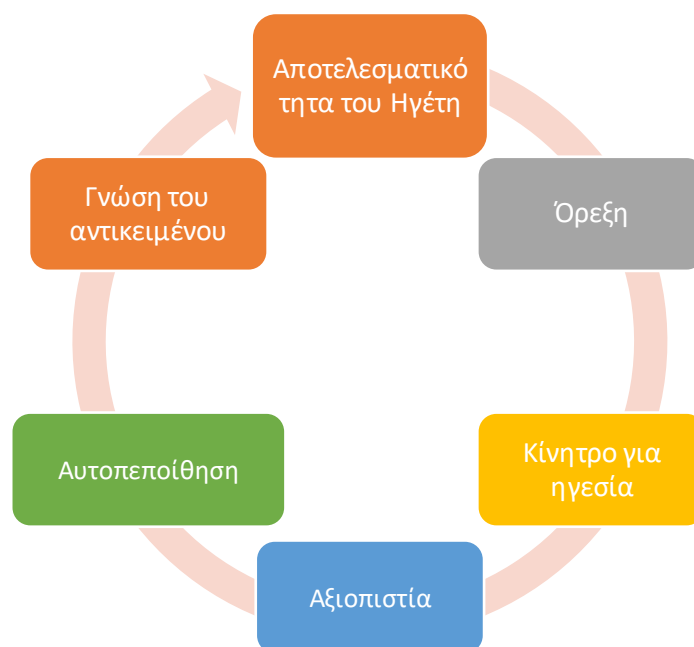 Αποτελεσματικό
τητα του Ηγέτη
Όρεξη
Κίνητρο για
ηγεσία
Αξιοπιστία
Αυτοπεποίθηση
Γνώση του
αντικειμένου